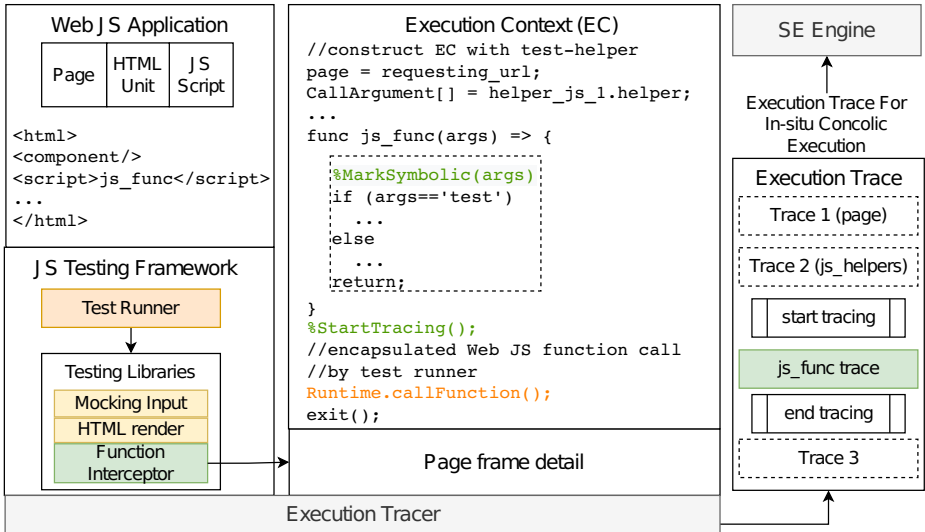 Web JS Application
Page
HTML
Unit
JS
Script
<html>
<component/>
<script>js_func</script>
...
</html>
JS Testing Framework
Test Runner
Testing Libraries
Mocking Input
HTML render
Function
Interceptor
Execution Context (EC)
//construct EC with test-helper
page = requesting_url;
CallArgument[] = helper_js_1.helper;
...
func js_func(args) => {
%MarkSymbolic(args)
if (args=='test')
...
else
...
return;
}
%StartTracing();
//encapsulated Web JS function call
//by test runner
Runtime.callFunction();
exit();
Page frame detail
Execution Tracer
SE Engine
Execution Trace For
In-situ Concolic
Execution
Execution Trace
Trace 1 (page)
Trace 2 (js_helpers)
start tracing
js_func trace
end tracing
Trace 3